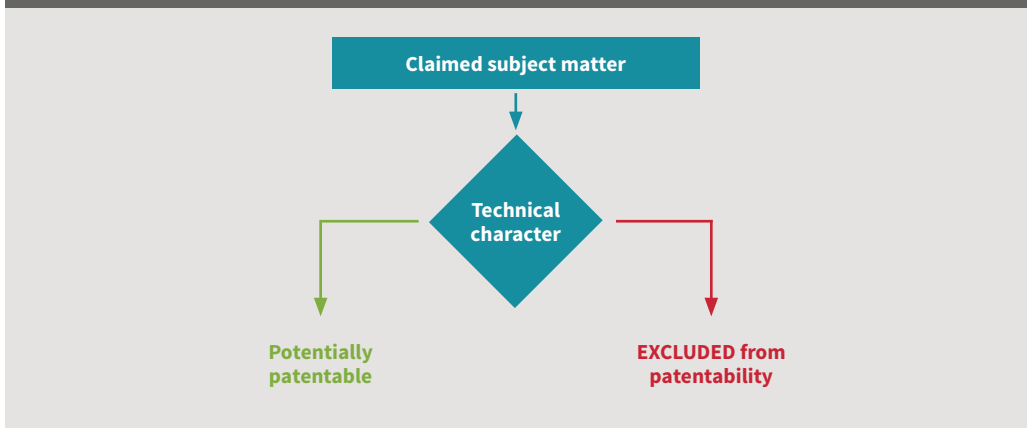 Claimed subject matter
Technical
character
Potentially
patentable
EXCLUDED from
patentability